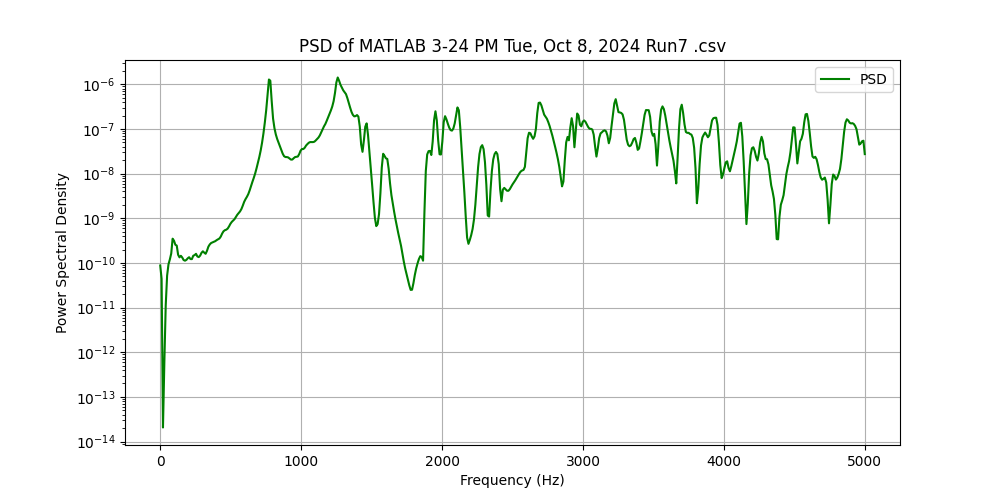 PSD of MATLAB 3-24 PM Tue, Oct 8, 2024 Run7 .csv
PSD
Power Spectral Density
10⁻⁶
10⁻⁷
10⁻⁸
10⁻⁹
10⁻¹⁰
10⁻¹¹
10⁻¹²
10⁻¹³
10⁻¹⁴
0 1000 2000 3000 4000 5000
Frequency (Hz)